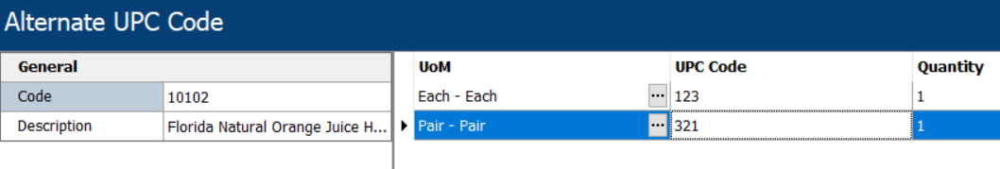 Alternate UPC Code
General
Code 10102
Description Florida Natural Orange Juice H...
UoM UPC Code Quantity
Each - Each ... 123 1
Pair - Pair ... 321 1